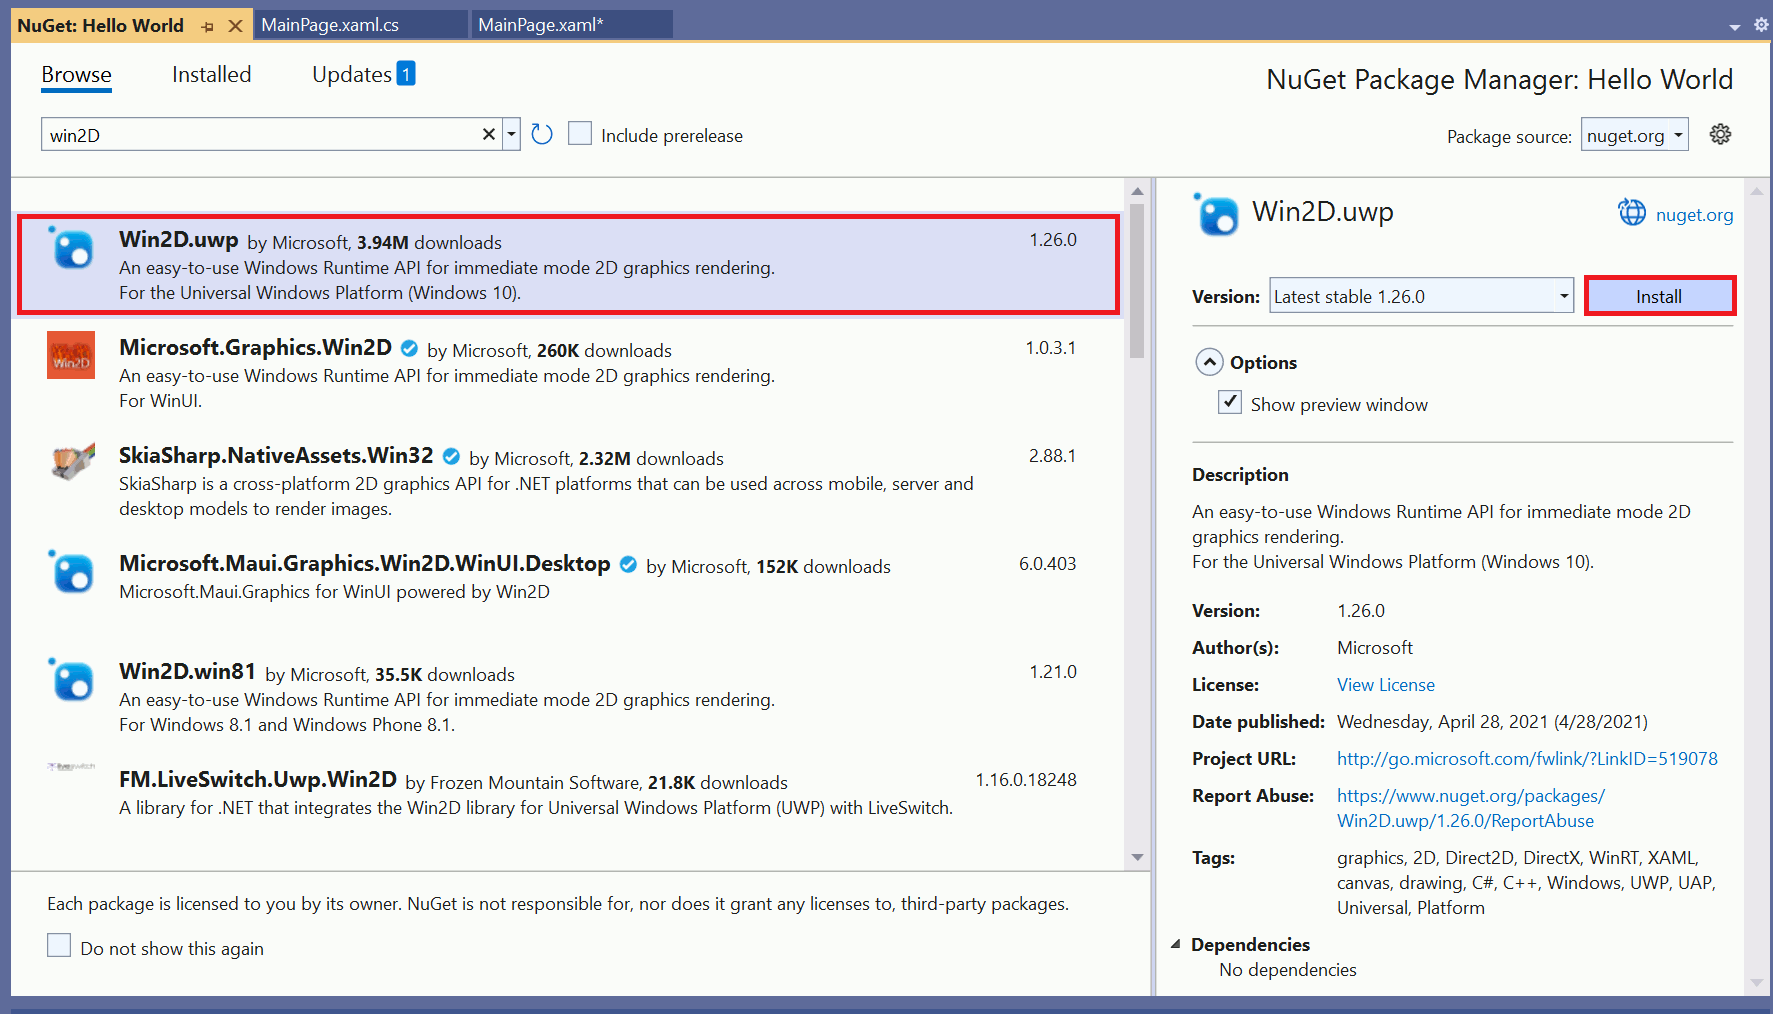 NuGet: Hello World
MainPage.xaml.cs
MainPage.xaml*
Browse
Installed
Updates 1
NuGet Package Manager: Hello World
win2D
Include prerelease
Package source: nuget.org
Win2D.uwp by Microsoft, 3.94M downloads 1.26.0
An easy-to-use Windows Runtime API for immediate mode 2D graphics rendering.
For the Universal Windows Platform (Windows 10).
Win2D
Microsoft.Graphics.Win2D by Microsoft, 260K downloads 1.0.3.1
An easy-to-use Windows Runtime API for immediate mode 2D graphics rendering.
For WinUI.
SkiaSharp.NativeAssets.Win32 by Microsoft, 2.32M downloads 2.88.1
SkiaSharp is a cross-platform 2D graphics API for .NET platforms that can be used across mobile, server and
desktop models to render images.
Microsoft.Maui.Graphics.Win2D.WinUI.Desktop by Microsoft, 152K downloads 6.0.403
Microsoft.Maui.Graphics for WinUI powered by Win2D
Win2D.win81 by Microsoft, 35.5K downloads 1.21.0
An easy-to-use Windows Runtime API for immediate mode 2D graphics rendering.
For Windows 8.1 and Windows Phone 8.1.
FM.LiveSwitch.Uwp.Win2D by Frozen Mountain Software, 21.8K downloads 1.16.0.18248
A library for .NET that integrates the Win2D library for Universal Windows Platform (UWP) with LiveSwitch.
Each package is licensed to you by its owner. NuGet is not responsible for, nor does it grant any licenses to, third-party packages.
Do not show this again
Win2D.uwp
nuget.org
Version: Latest stable 1.26.0
Install
Options
Show preview window
Description
An easy-to-use Windows Runtime API for immediate mode 2D
graphics rendering.
For the Universal Windows Platform (Windows 10).
Version: 1.26.0
Author(s): Microsoft
License: View License
Date published: Wednesday, April 28, 2021 (4/28/2021)
Project URL: http://go.microsoft.com/fwlink/?LinkID=519078
Report Abuse: https://www.nuget.org/packages/
Win2D.uwp/1.26.0/ReportAbuse
Tags: graphics, 2D, Direct2D, DirectX, WinRT, XAML,
canvas, drawing, C#, C++, Windows, UWP, UAP,
Universal, Platform
Dependencies
No dependencies